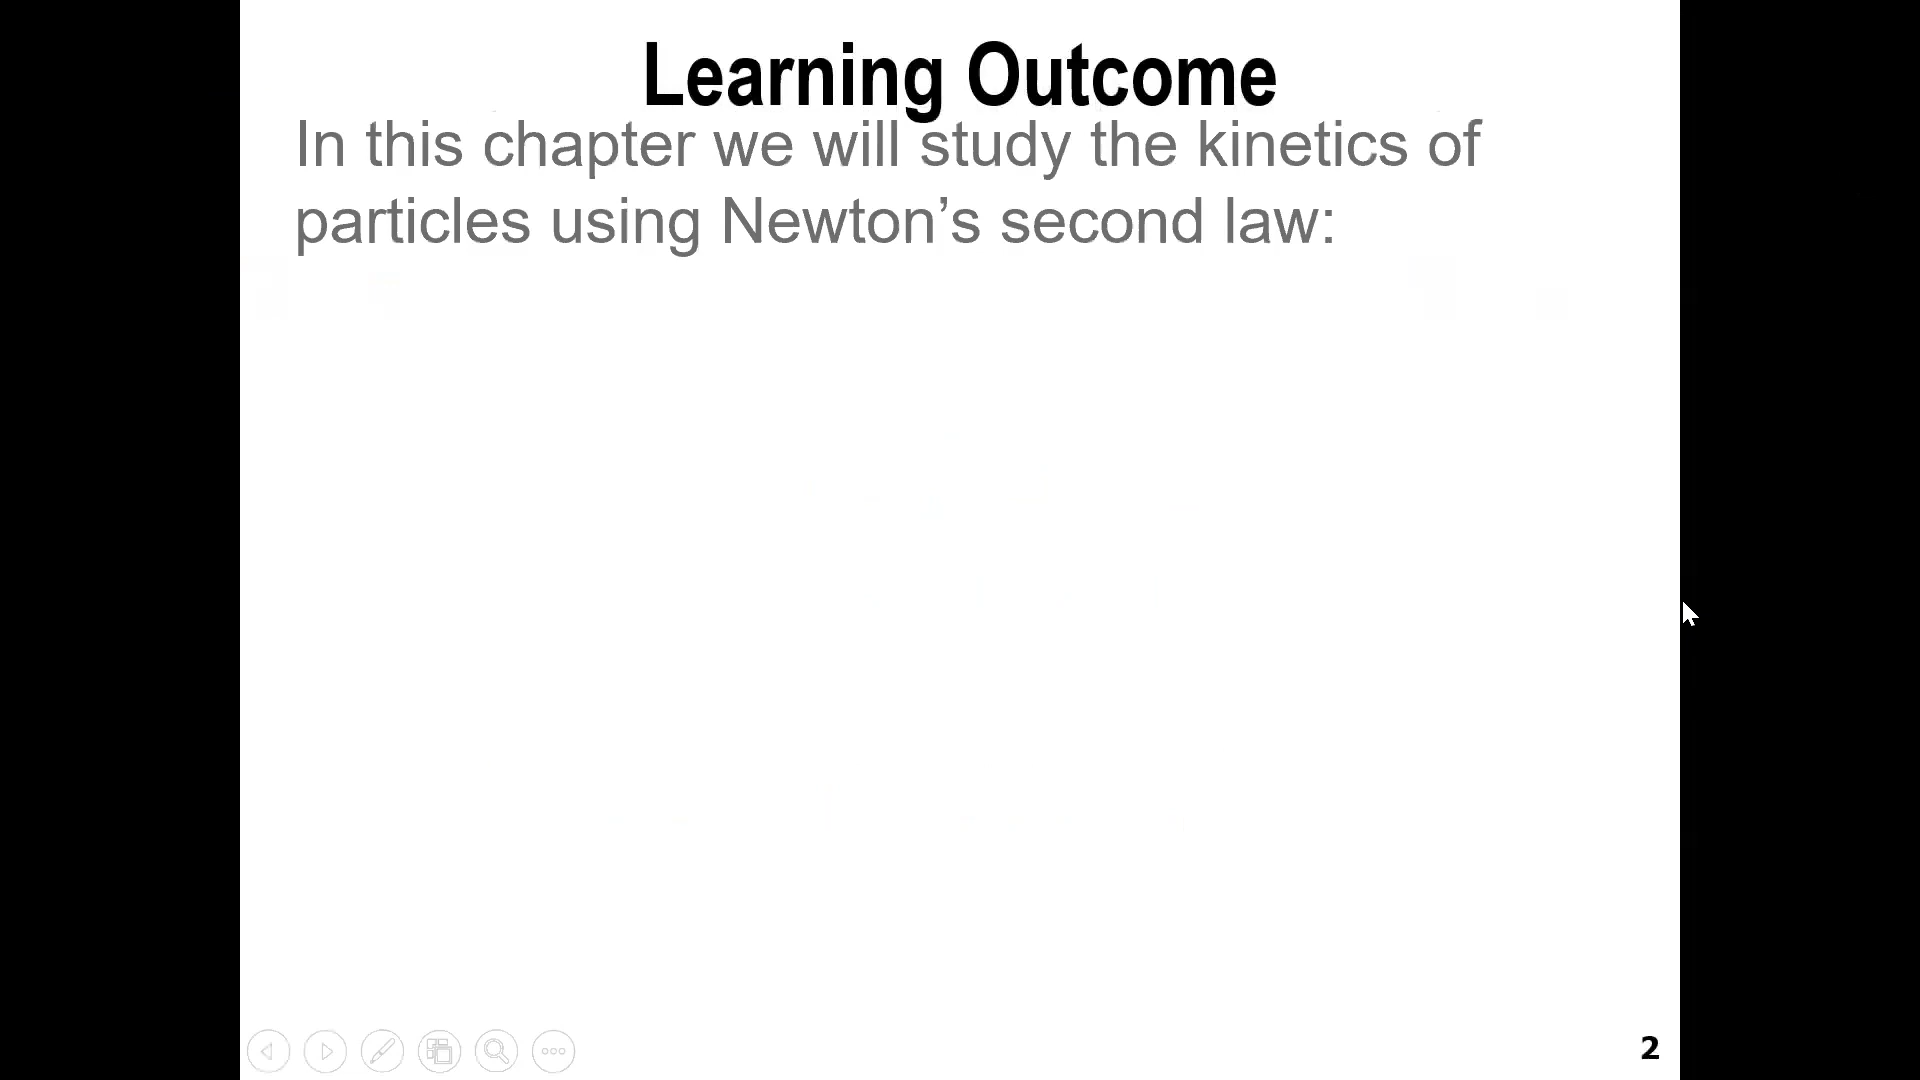 Learning Outcome
In this chapter we will study the kinetics of
particles using Newton’s second law:
2